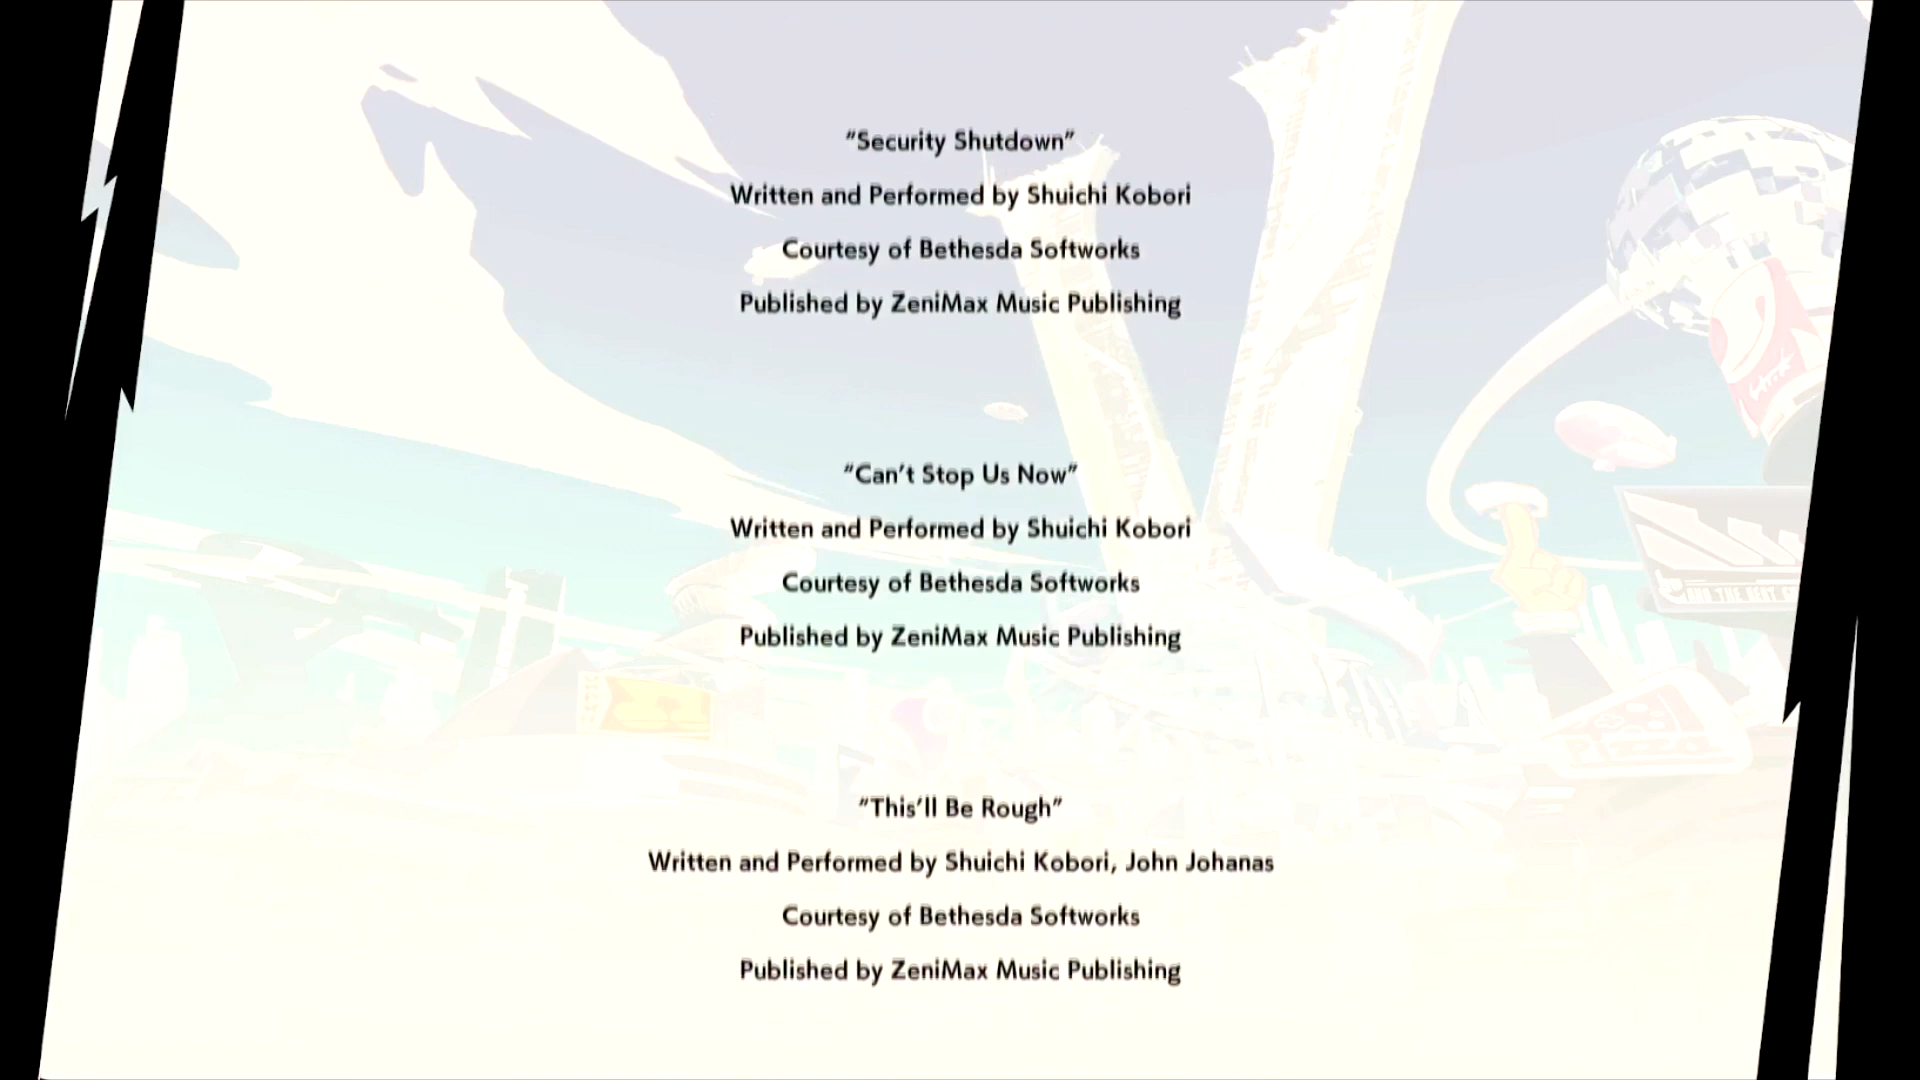 "Security Shutdown"
Written and Performed by Shuichi Kobori
Courtesy of Bethesda Softworks
Published by ZeniMax Music Publishing
"Can't Stop Us Now"
Written and Performed by Shuichi Kobori
Courtesy of Bethesda Softworks
Published by ZeniMax Music Publishing
"This'll Be Rough"
Written and Performed by Shuichi Kobori, John Johanas
Courtesy of Bethesda Softworks
Published by ZeniMax Music Publishing